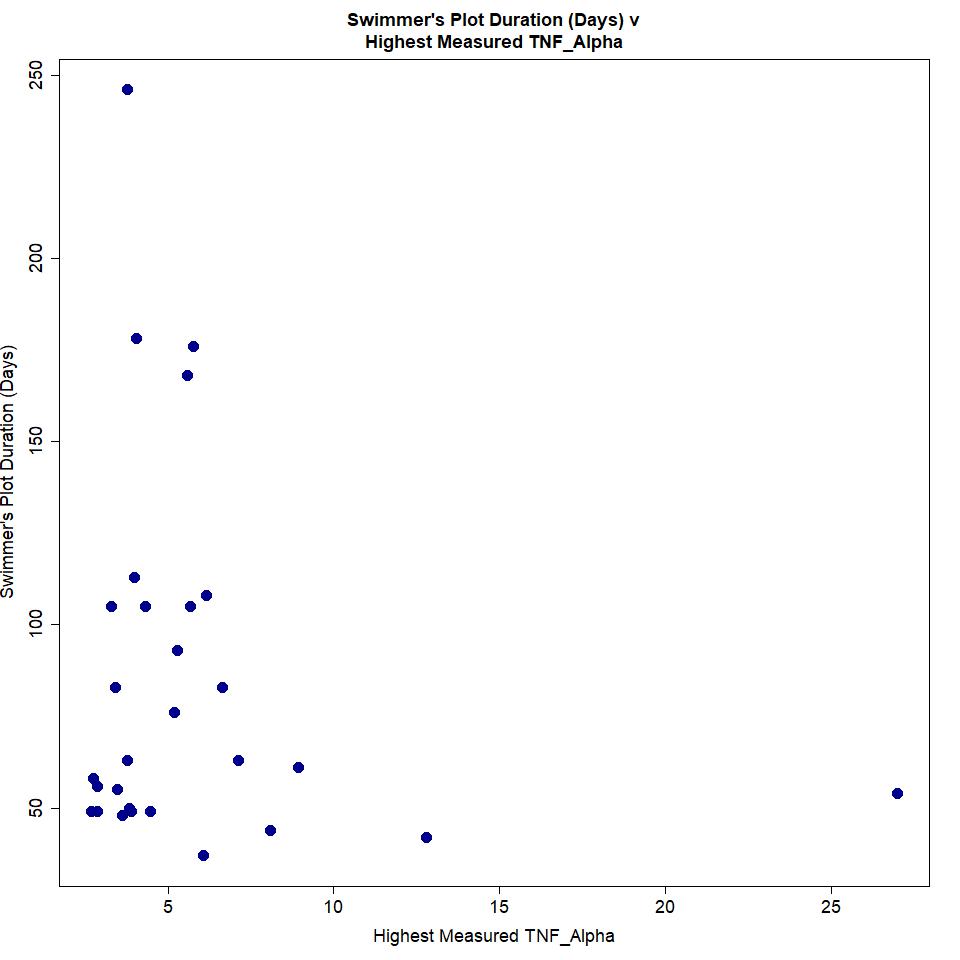 Swimmer's Plot Duration (Days) v
Highest Measured TNF_Alpha
Swimmer's Plot Duration (Days)
250
200
150
100
50
5
10
15
20
25
Highest Measured TNF_Alpha